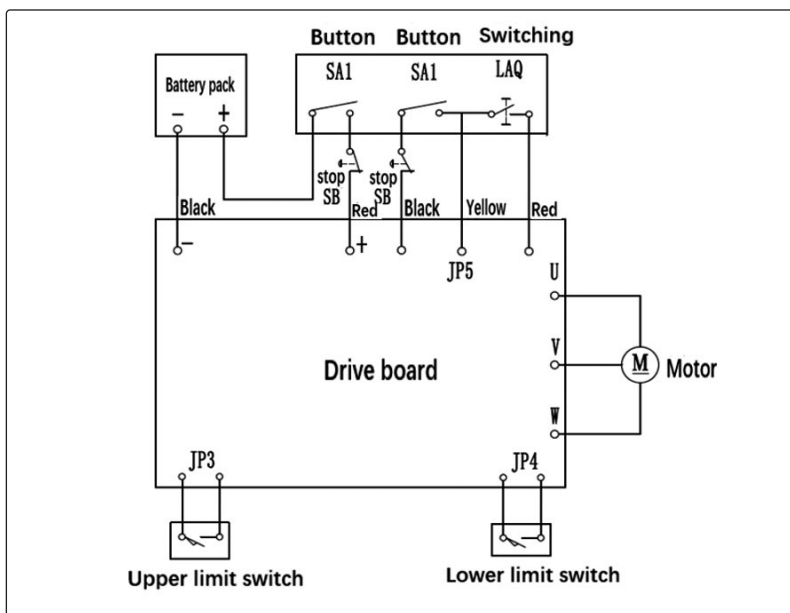 Button Button Switching
Battery pack SA1 SA1 LAQ
− +
stop stop
SB SB
Black Red Black Yellow Red
− + JP5
U
V
Drive board M Motor
W
JP3 JP4
Upper limit switch Lower limit switch